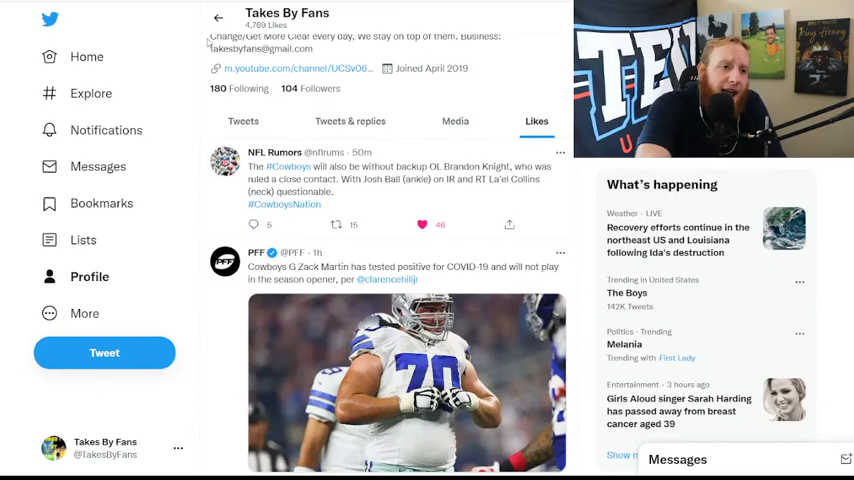 Takes By Fans
4,769 Likes
Change/Get More Clear every day, We stay on top of them. Business:
takesbyfans@gmail.com
m.youtube.com/channel/UCSv06... Joined April 2019
180 Following 104 Followers
Tweets Tweets & replies Media Likes
Home
Explore
Notifications
Messages
Bookmarks
Lists
Profile
More
Tweet
Takes By Fans
@TakesByFans
NFL Rumors @nflrums · 50m
The #Cowboys will also be without backup OL Brandon Knight, who was
ruled a close contact. With Josh Ball (ankle) on IR and RT La'el Collins
(neck) questionable.
#CowboysNation
5 15 46
PFF @PFF · 1h
Cowboys G Zack Martin has tested positive for COVID-19 and will not play
in the season opener, per @clarencehilljr
PFF
70
TE
King Henry
What's happening
Weather · LIVE
Recovery efforts continue in the
northeast US and Louisiana
following Ida's destruction
Trending in United States
The Boys
142K Tweets
Politics · Trending
Melania
Trending with First Lady
Entertainment · 3 hours ago
Girls Aloud singer Sarah Harding
has passed away from breast
cancer aged 39
Messages